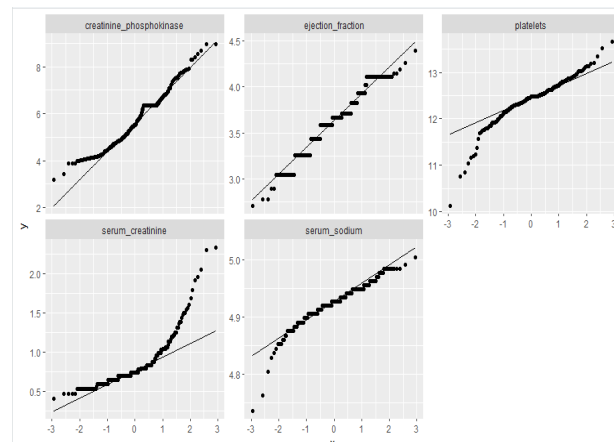 creatinine_phosphokinase
ejection_fraction
platelets
8
6
4
2
4.5
4.0
3.5
3.0
13
12
11
10
-3 -2 -1 0 1 2 3
y
serum_creatinine
serum_sodium
2.0
1.5
1.0
0.5
5.0
4.9
4.8
-3 -2 -1 0 1 2 3
-3 -2 -1 0 1 2 3